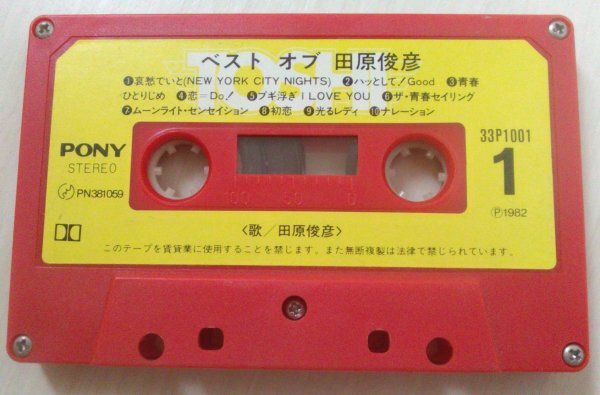 ベスト オブ 田原俊彦
❶哀愁でいと(NEW YORK CITY NIGHTS) ❷ハッとして!Good ❸青春
ひとりじめ ❹恋=Do! ❺ブギ浮ぎ I LOVE YOU ❻ザ・青春セイリング
❼ムーンライト・センセイション ❽初恋 ❾光るレディ ❿ナレーション
PONY
STEREO
PN381059
33P1001
1
Ⓟ1982
100 50 0
〈歌/田原俊彦〉
このテープを賃貸業に使用することを禁じます。また無断複製は法律で禁じられています。